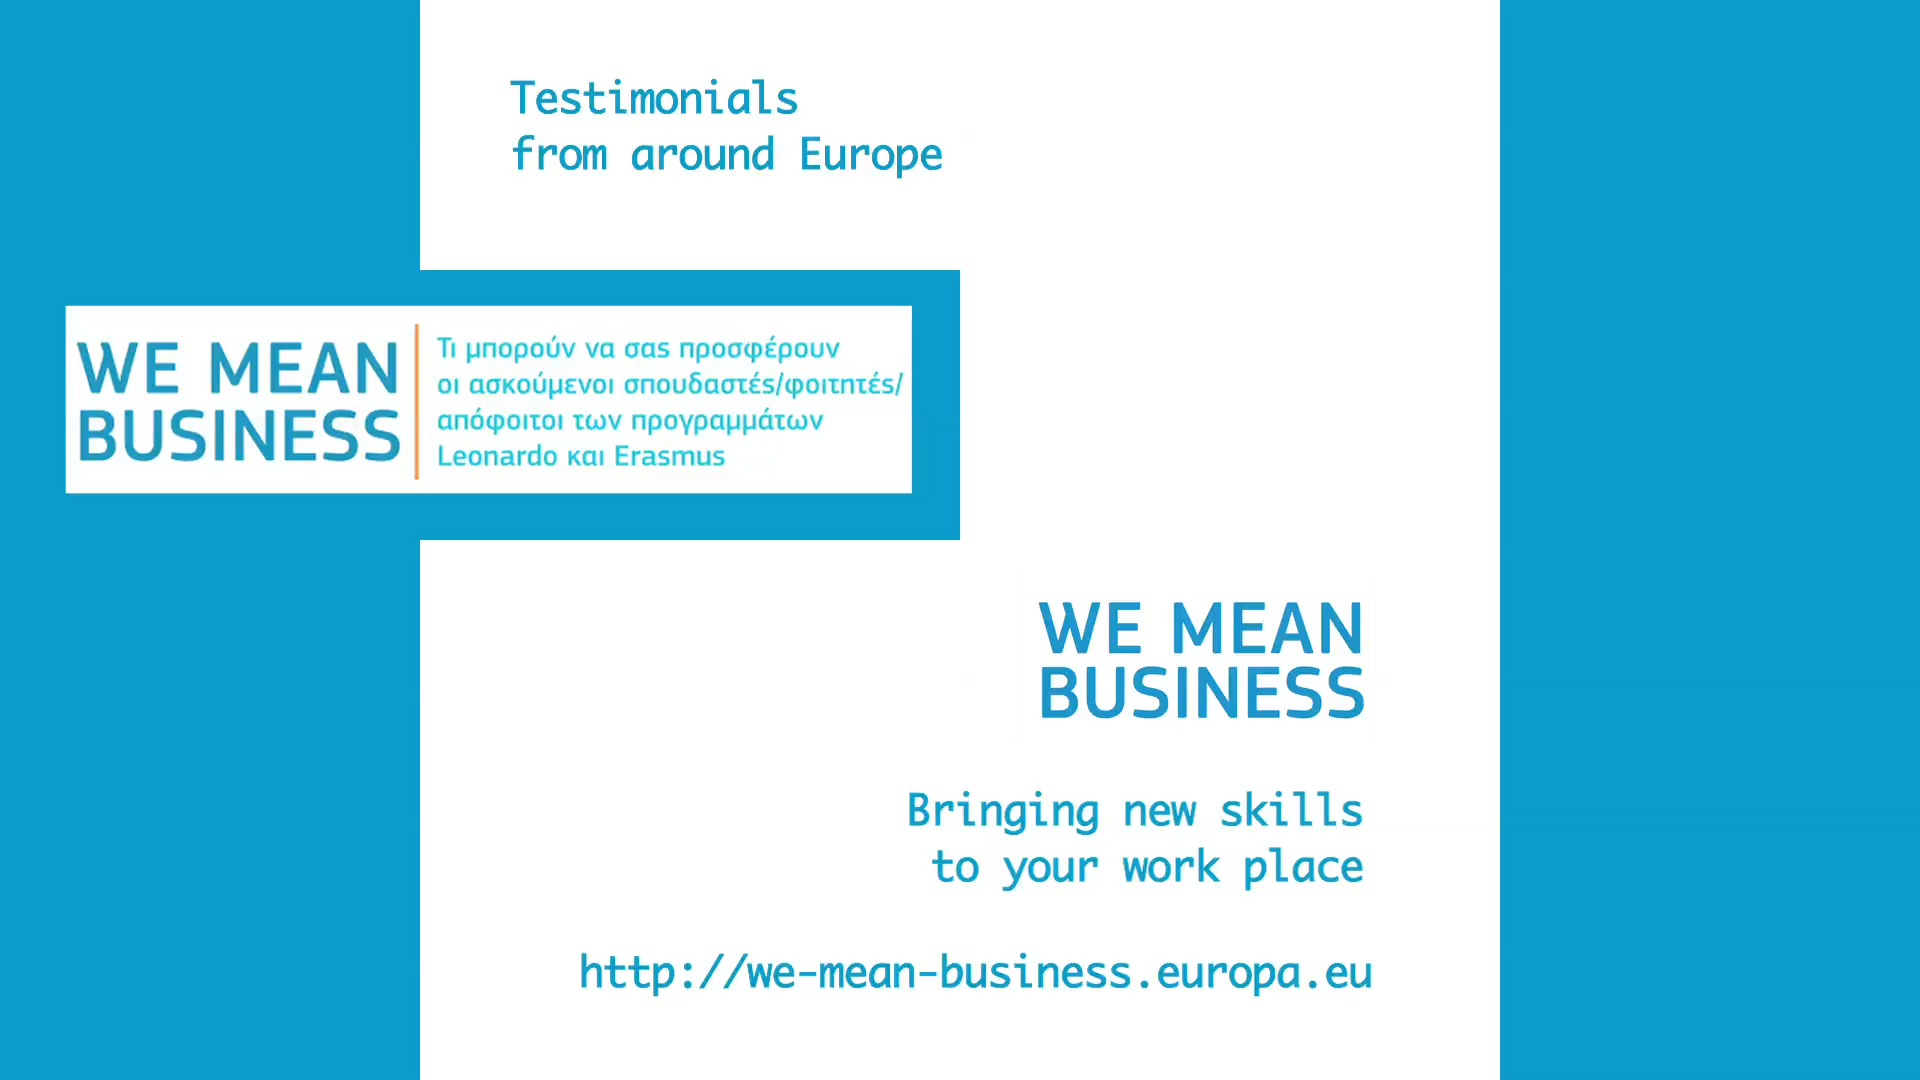 Testimonials
from around Europe
WE MEAN
BUSINESS
Τι μπορούν να σας προσφέρουν
οι ασκούμενοι σπουδαστές/φοιτητές/
απόφοιτοι των προγραμμάτων
Leonardo και Erasmus
WE MEAN
BUSINESS
Bringing new skills
to your work place
http://we-mean-business.europa.eu